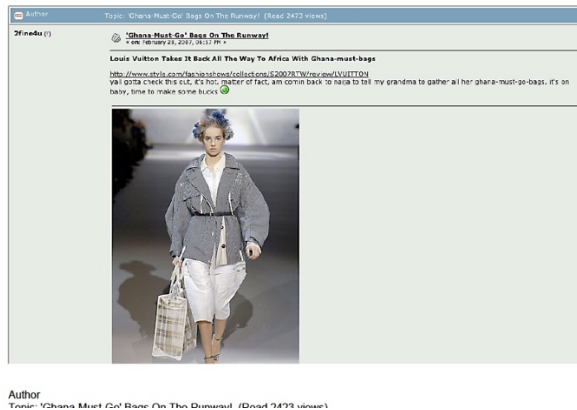 Author Topic: 'Ghana-Must-Go' Bags On The Runway! (Read 2423 views)
2fine4u (f) 'Ghana-Must-Go' Bags On The Runway!
« on: February 28, 2007, 06:37 PM »
Louis Vuitton Takes It Back All The Way To Africa With Ghana-must-bags
http://www.style.com/fashionshows/collections/S2007RTW/review/LVUITTON
yall gotta check this out, it's hot, matter of fact, am comin back to naija to tell my grandma to gather all her ghana-must-go-bags. it's on
baby, time to make some bucks
Author
Topic: 'Ghana-Must-Go' Bags On The Runway! (Read 2423 views)